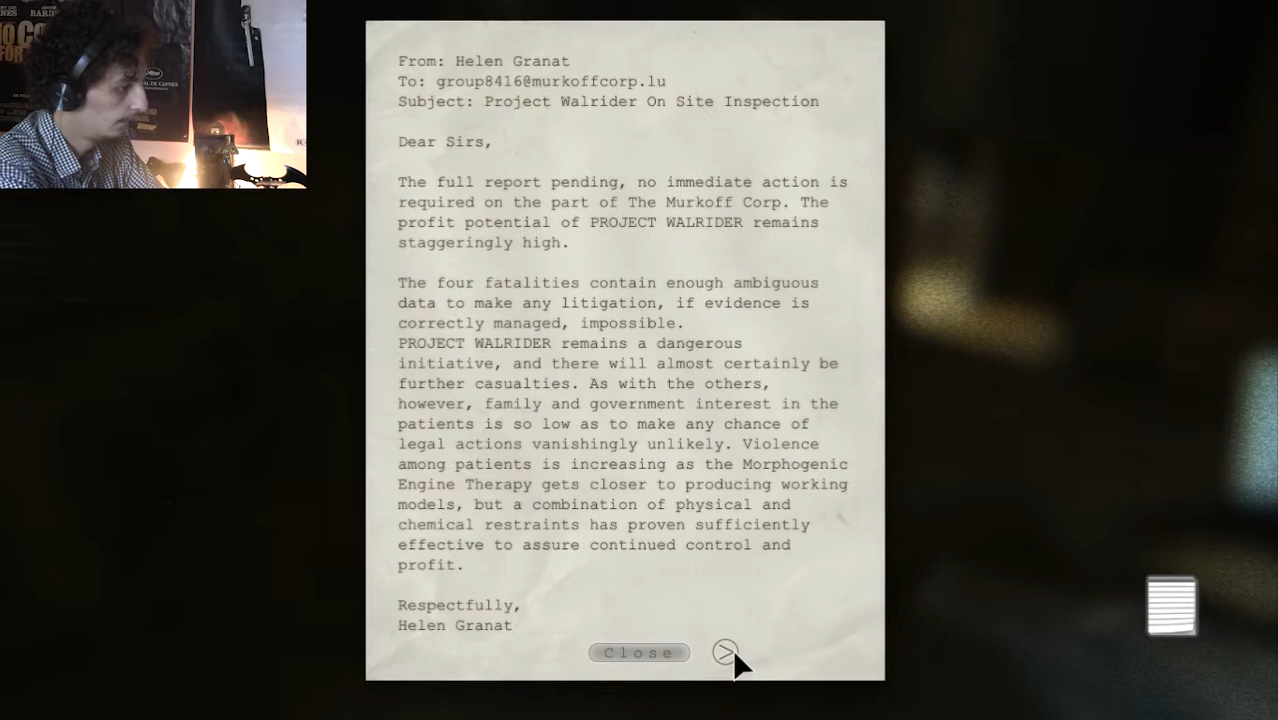 BARD
From: Helen Granat
To: group8416@murkoffcorp.lu
Subject: Project Walrider On Site Inspection
Dear Sirs,
The full report pending, no immediate action is
required on the part of The Murkoff Corp. The
profit potential of PROJECT WALRIDER remains
staggeringly high.
The four fatalities contain enough ambiguous
data to make any litigation, if evidence is
correctly managed, impossible.
PROJECT WALRIDER remains a dangerous
initiative, and there will almost certainly be
further casualties. As with the others,
however, family and government interest in the
patients is so low as to make any chance of
legal actions vanishingly unlikely. Violence
among patients is increasing as the Morphogenic
Engine Therapy gets closer to producing working
models, but a combination of physical and
chemical restraints has proven sufficiently
effective to assure continued control and
profit.
Respectfully,
Helen Granat
Close >